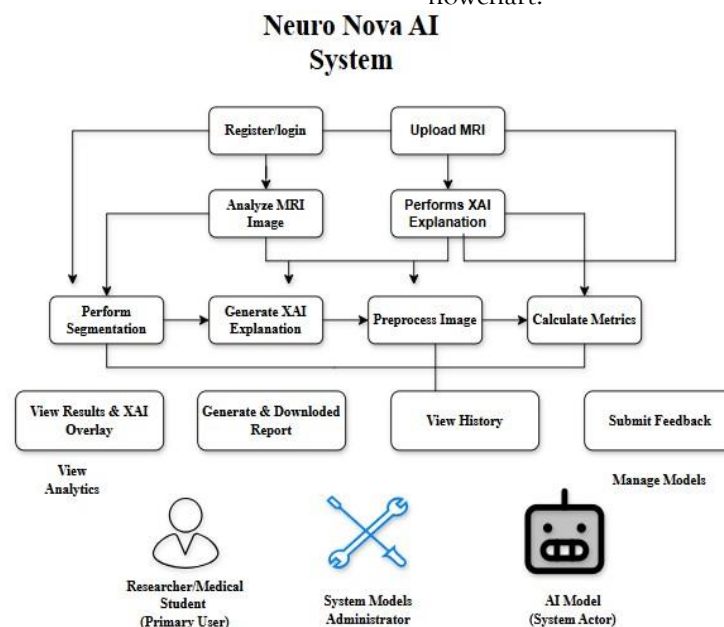 flowchart.
Neuro Nova AI
System
Register/login
Upload MRI
Analyze MRI
Image
Performs XAI
Explanation
Perform
Segmentation
Generate XAI
Explanation
Preprocess Image
Calculate Metrics
View Results & XAI
Overlay
Generate & Downloded
Report
View History
Submit Feedback
View
Analytics
Manage Models
Researcher/Medical
Student
(Primary User)
System Models
Administrator
AI Model
(System Actor)